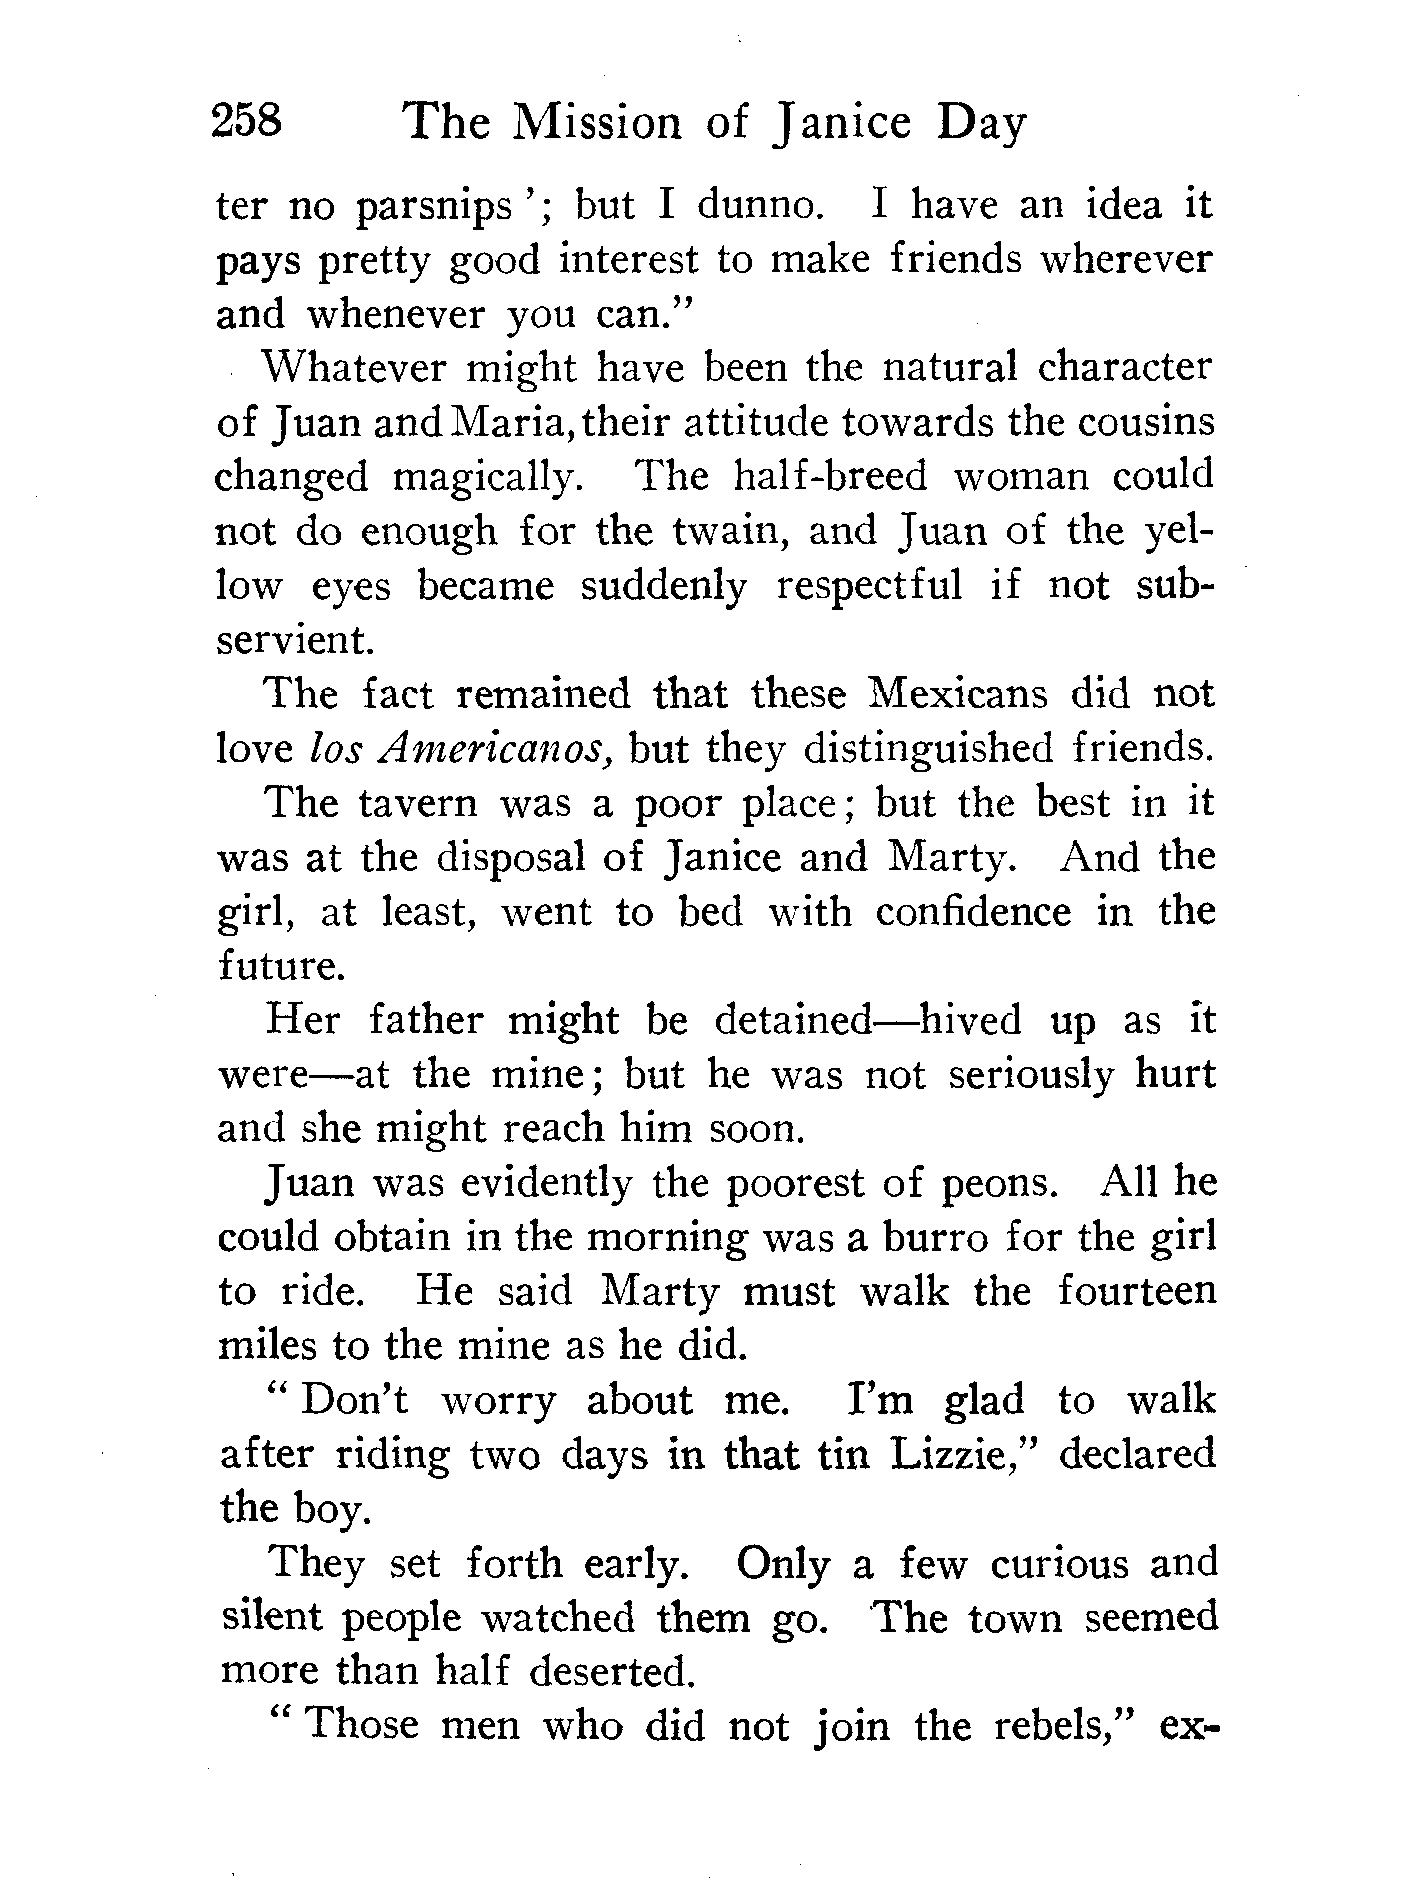 258 The Mission of Janice Day
ter no parsnips '; but I dunno. I have an idea it
pays pretty good interest to make friends wherever
and whenever you can."
Whatever might have been the natural character
of Juan and Maria, their attitude towards the cousins
changed magically. The half-breed woman could
not do enough for the twain, and Juan of the yel-
low eyes became suddenly respectful if not sub-
servient.
The fact remained that these Mexicans did not
love los Americanos, but they distinguished friends.
The tavern was a poor place; but the best in it
was at the disposal of Janice and Marty. And the
girl, at least, went to bed with confidence in the
future.
Her father might be detained—hived up as it
were—at the mine; but he was not seriously hurt
and she might reach him soon.
Juan was evidently the poorest of peons. All he
could obtain in the morning was a burro for the girl
to ride. He said Marty must walk the fourteen
miles to the mine as he did.
" Don't worry about me. I'm glad to walk
after riding two days in that tin Lizzie," declared
the boy.
They set forth early. Only a few curious and
silent people watched them go. The town seemed
more than half deserted.
" Those men who did not join the rebels," ex-